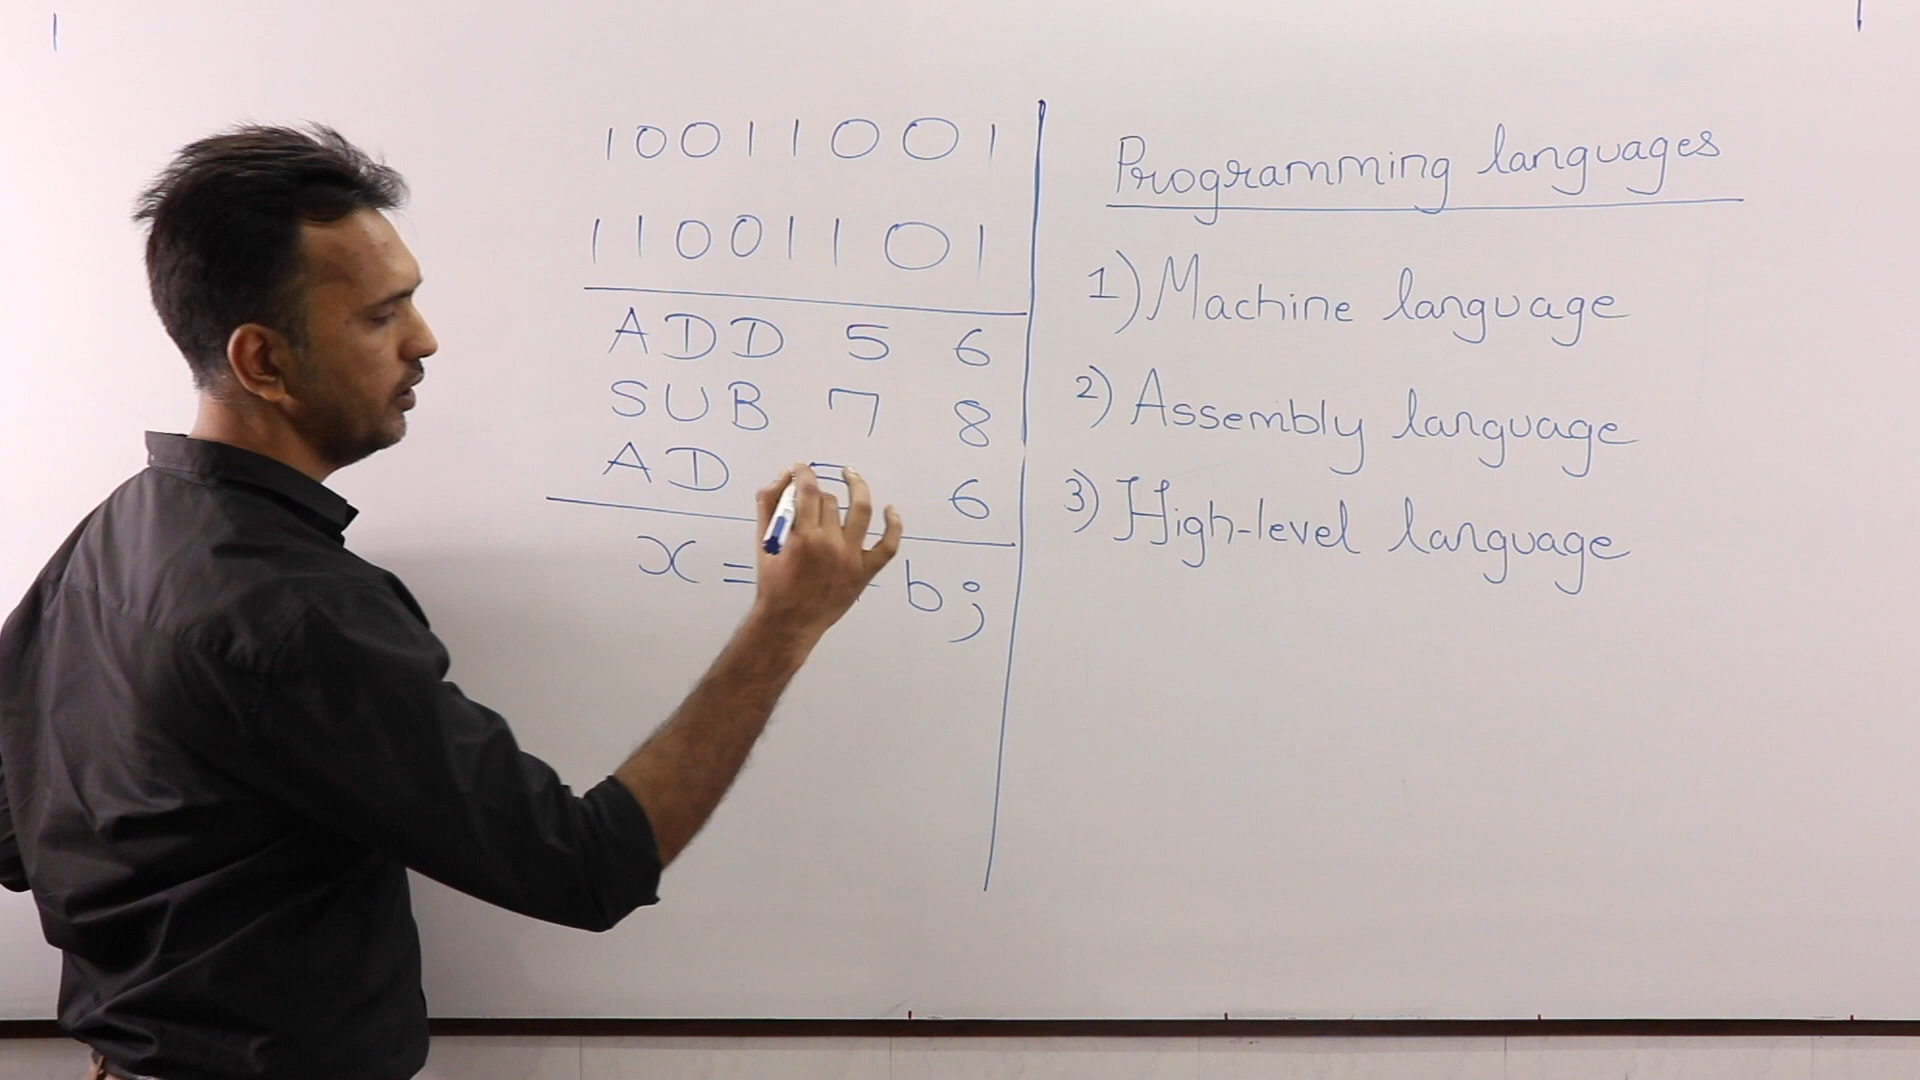 10011001
11001101
ADD 5 6
SUB 7 8
AD 5 6
x = b;
Programming languages
1) Machine language
2) Assembly language
3) High-level language